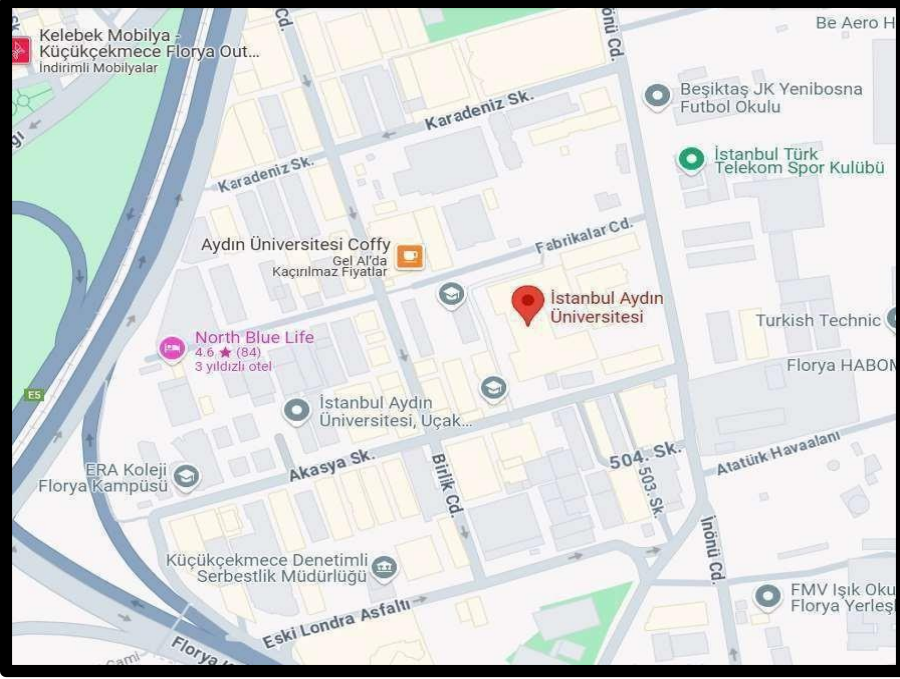 Cd.
İnönü Cd.
Be Aero H
Kelebek Mobilya -
Küçükçekmece Florya Out...
İndirimli Mobilyalar
Beşiktaş JK Yenibosna
Futbol Okulu
Karadeniz Sk.
İstanbul Türk
Telekom Spor Kulübü
Karadeniz Sk.
Fabrikalar Cd.
Aydın Üniversitesi Coffy
Gel Al'da
Kaçırılmaz Fiyatlar
İstanbul Aydın
Üniversitesi
Turkish Technic
North Blue Life
4.6 ★ (84)
3 yıldızlı otel
Florya HABOM
E5
İstanbul Aydın
Üniversitesi, Uçak...
504. Sk.
Atatürk Havaalanı
Akasya Sk.
ERA Koleji
Florya Kampüsü
Birlik Cd.
503. Sk.
İnönü Cd.
Küçükçekmece Denetimli
Serbestlik Müdürlüğü
FMV Işık Oku
Florya Yerleş
Eski Londra Asfaltı
Florya
Cami